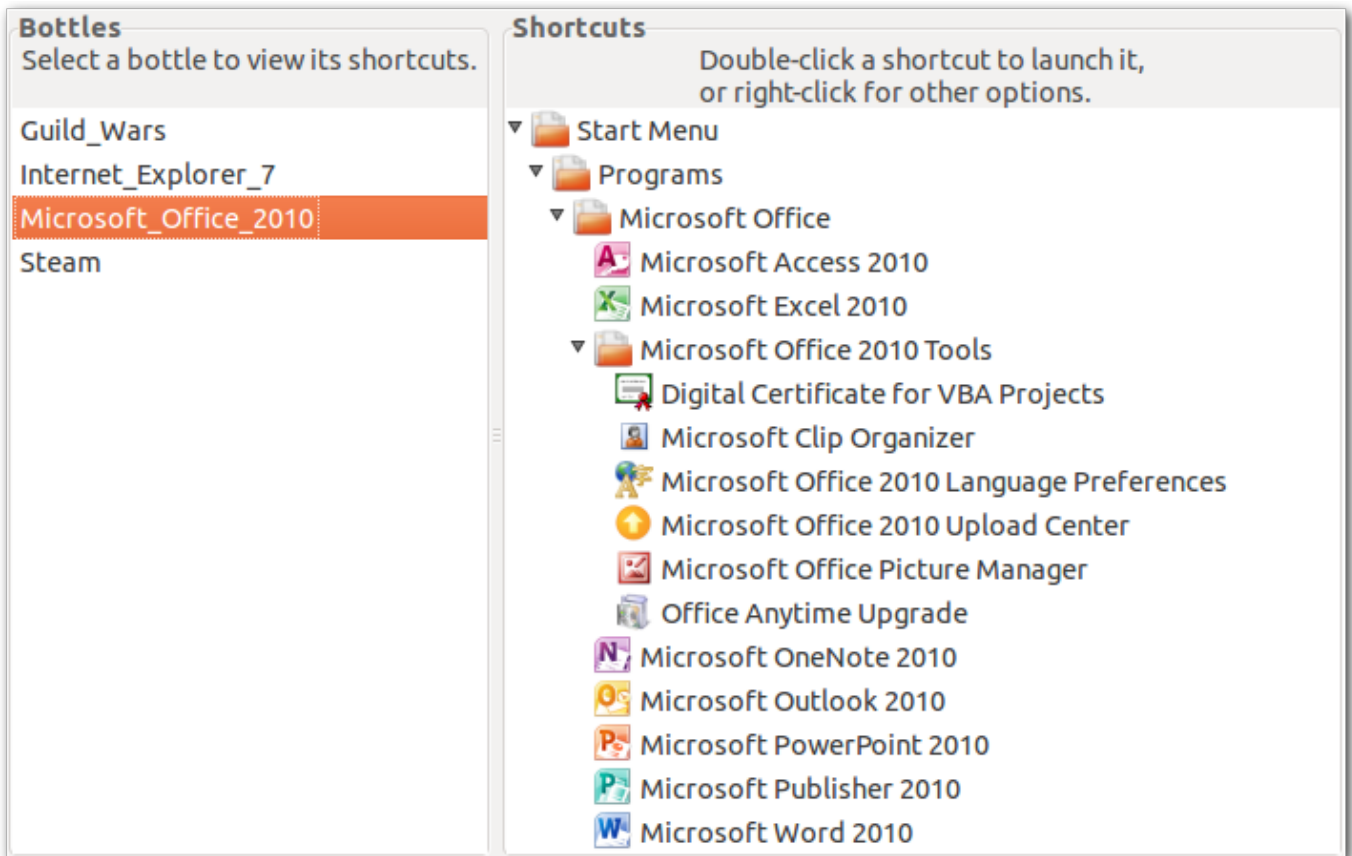 Bottles
Select a bottle to view its shortcuts.
Guild_Wars
Internet_Explorer_7
Microsoft_Office_2010
Steam
Shortcuts
Double-click a shortcut to launch it,
or right-click for other options.
Start Menu
Programs
Microsoft Office
Microsoft Access 2010
Microsoft Excel 2010
Microsoft Office 2010 Tools
Digital Certificate for VBA Projects
Microsoft Clip Organizer
Microsoft Office 2010 Language Preferences
Microsoft Office 2010 Upload Center
Microsoft Office Picture Manager
Office Anytime Upgrade
Microsoft OneNote 2010
Microsoft Outlook 2010
Microsoft PowerPoint 2010
Microsoft Publisher 2010
Microsoft Word 2010